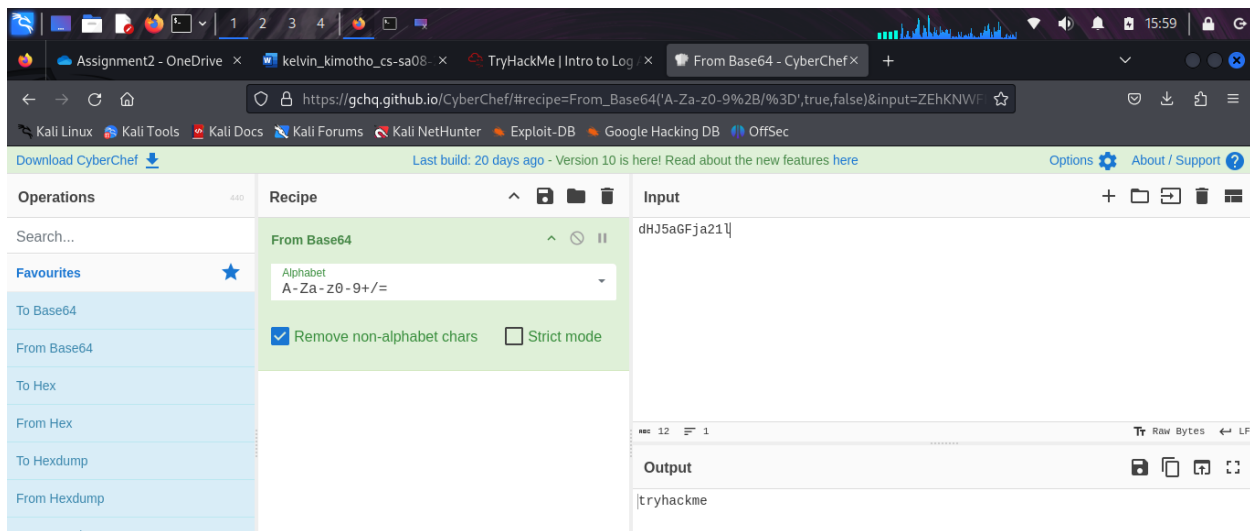 1 2 3 4 15:59
Assignment2 - OneDrive × kelvin_kimotho_cs-sa08- × TryHackMe | Intro to Log × From Base64 - CyberChef × +
https://gchq.github.io/CyberChef/#recipe=From_Base64('A-Za-z0-9%2B/%3D',true,false)&input=ZEhKNWF
Kali Linux Kali Tools Kali Docs Kali Forums Kali NetHunter Exploit-DB Google Hacking DB OffSec
Download CyberChef Last build: 20 days ago - Version 10 is here! Read about the new features here Options About / Support
Operations 440 Recipe Input
Search...
From Base64
dHJ5aGFja21l
Favourites
Alphabet
A-Za-z0-9+/=
To Base64
Remove non-alphabet chars Strict mode
From Base64
To Hex
From Hex
ABC 12 1 Tт Raw Bytes LF
To Hexdump
Output
From Hexdump
tryhackme